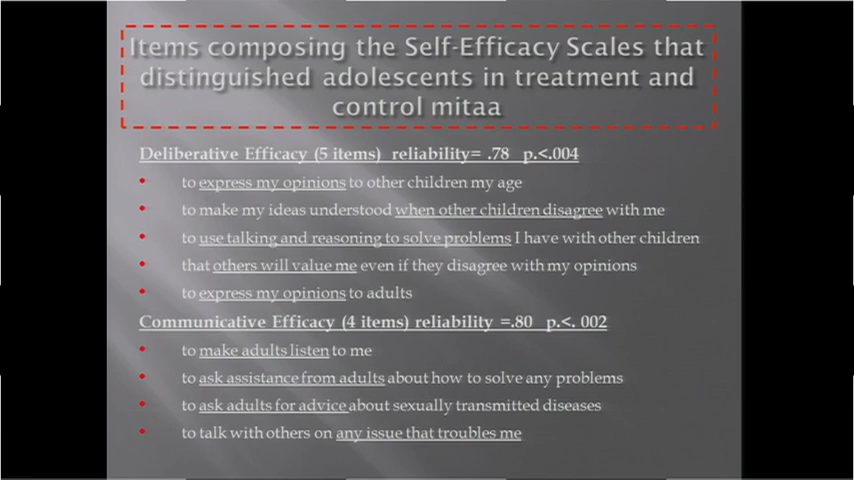 Items composing the Self-Efficacy Scales that
distinguished adolescents in treatment and
control mitaa
Deliberative Efficacy (5 items) reliability= .78 p.<.004
• to express my opinions to other children my age
• to make my ideas understood when other children disagree with me
• to use talking and reasoning to solve problems I have with other children
• that others will value me even if they disagree with my opinions
• to express my opinions to adults
Communicative Efficacy (4 items) reliability =.80 p.<. 002
• to make adults listen to me
• to ask assistance from adults about how to solve any problems
• to ask adults for advice about sexually transmitted diseases
• to talk with others on any issue that troubles me